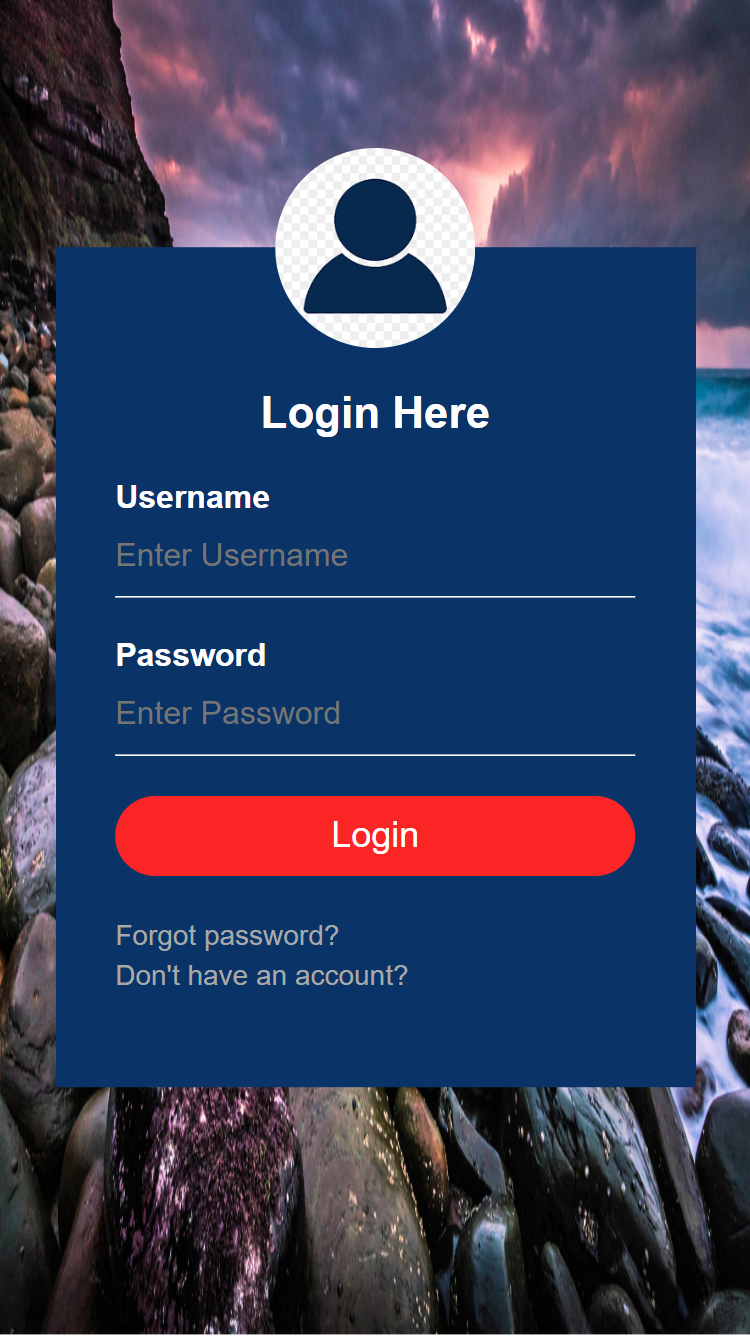 Login Here
Username
Enter Username
Password
Enter Password
Login
Forgot password?
Don't have an account?